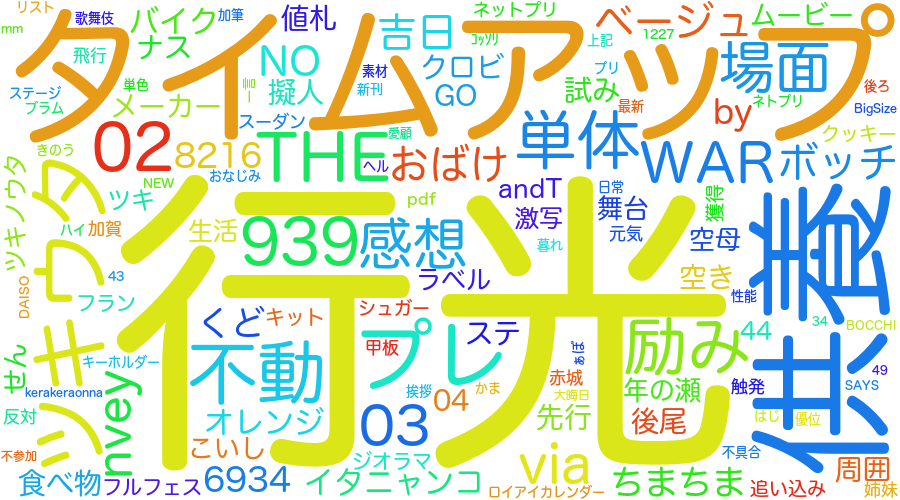 リスト 歌舞伎 バイク 加筆 値札 吉日 ネットプリ ベージュ ムービー
mm タイムアップ
飛行 ナス NO クロビ コッソリ 上記 1227 場面
ステージ 単色 擬人 素材 新刊 GO 試み プリ 最新 ネトプリ 後ろ
プラム メーカー スーダン 愛顧 単体 by BigSize
きのう 02 8216 THE おばけ WAR ボッチ クッキー
ツキノウタ NEW おなじみ ヘル andT 日常 獲得
ツキウタ ツキ pdf 激写 舞台 衰
ハイ 加賀 生活 939 感想 暮れ 元気 空母
DAISO 43 行光 ラベル 空き 性能
フラン くど キット シュガー ステ 励み 44 34 BOCCHI
せん キーホルダー 不動 甲板 プレ あぽ 供 49
kerakeraonna 挨拶 かま 赤城 年の瀬 触発 SAYS
反対 nvey オレンジ 03 04 大晦日 先行 後尾 はじ 優位
不参加 こいし ジオラマ via 不具合 周囲
食べ物 フルフェス 6934 イタニャンコ ロイアイカレンダー ちまちま 追い込み 姉妹